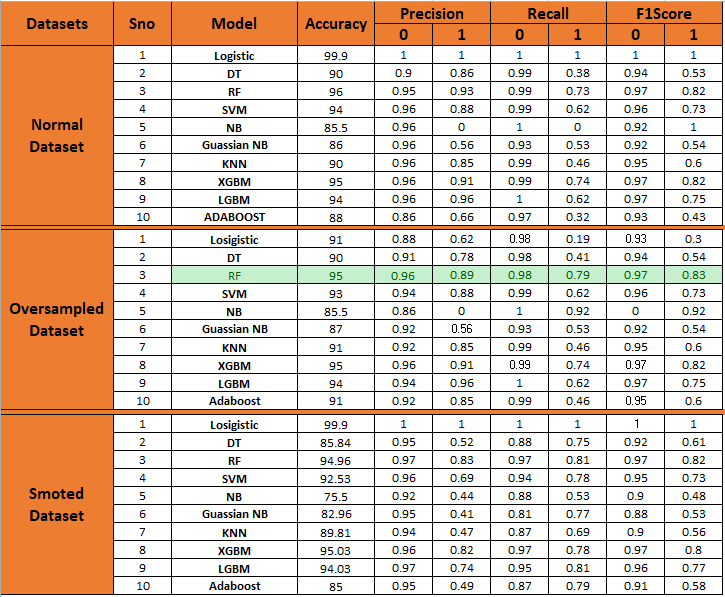 Datasets Sno Model Accuracy Precision Recall F1Score
0 1 0 1 0 1
Normal Dataset
1 Logistic 99.9 1 1 1 1 1 1
2 DT 90 0.9 0.86 0.99 0.38 0.94 0.53
3 RF 96 0.95 0.93 0.99 0.73 0.97 0.82
4 SVM 94 0.96 0.88 0.99 0.62 0.96 0.73
5 NB 85.5 0.96 0 1 0 0.92 1
6 Guassian NB 86 0.96 0.56 0.93 0.53 0.92 0.54
7 KNN 90 0.96 0.85 0.99 0.46 0.95 0.6
8 XGBM 95 0.96 0.91 0.99 0.74 0.97 0.82
9 LGBM 94 0.96 0.96 1 0.62 0.97 0.75
10 ADABOOST 88 0.86 0.66 0.97 0.32 0.93 0.43
Oversampled Dataset
1 Losigistic 91 0.88 0.62 0.98 0.19 0.93 0.3
2 DT 90 0.91 0.78 0.98 0.41 0.94 0.54
3 RF 95 0.96 0.89 0.98 0.79 0.97 0.83
4 SVM 93 0.94 0.88 0.99 0.62 0.96 0.73
5 NB 85.5 0.86 0 1 0.92 0 0.92
6 Guassian NB 87 0.92 0.56 0.93 0.53 0.92 0.54
7 KNN 91 0.92 0.85 0.99 0.46 0.95 0.6
8 XGBM 95 0.96 0.91 0.99 0.74 0.97 0.82
9 LGBM 94 0.94 0.96 1 0.62 0.97 0.75
10 Adaboost 91 0.92 0.85 0.99 0.46 0.95 0.6
Smoted Dataset
1 Losigistic 99.9 1 1 1 1 1 1
2 DT 85.84 0.95 0.52 0.88 0.75 0.92 0.61
3 RF 94.96 0.97 0.83 0.97 0.81 0.97 0.82
4 SVM 92.53 0.96 0.69 0.94 0.78 0.95 0.73
5 NB 75.5 0.92 0.44 0.88 0.53 0.9 0.48
6 Guassian NB 82.96 0.95 0.41 0.81 0.77 0.88 0.53
7 KNN 89.81 0.94 0.47 0.87 0.69 0.9 0.56
8 XGBM 95.03 0.96 0.82 0.97 0.78 0.97 0.8
9 LGBM 94.03 0.97 0.74 0.95 0.81 0.96 0.77
10 Adaboost 85 0.95 0.49 0.87 0.79 0.91 0.58